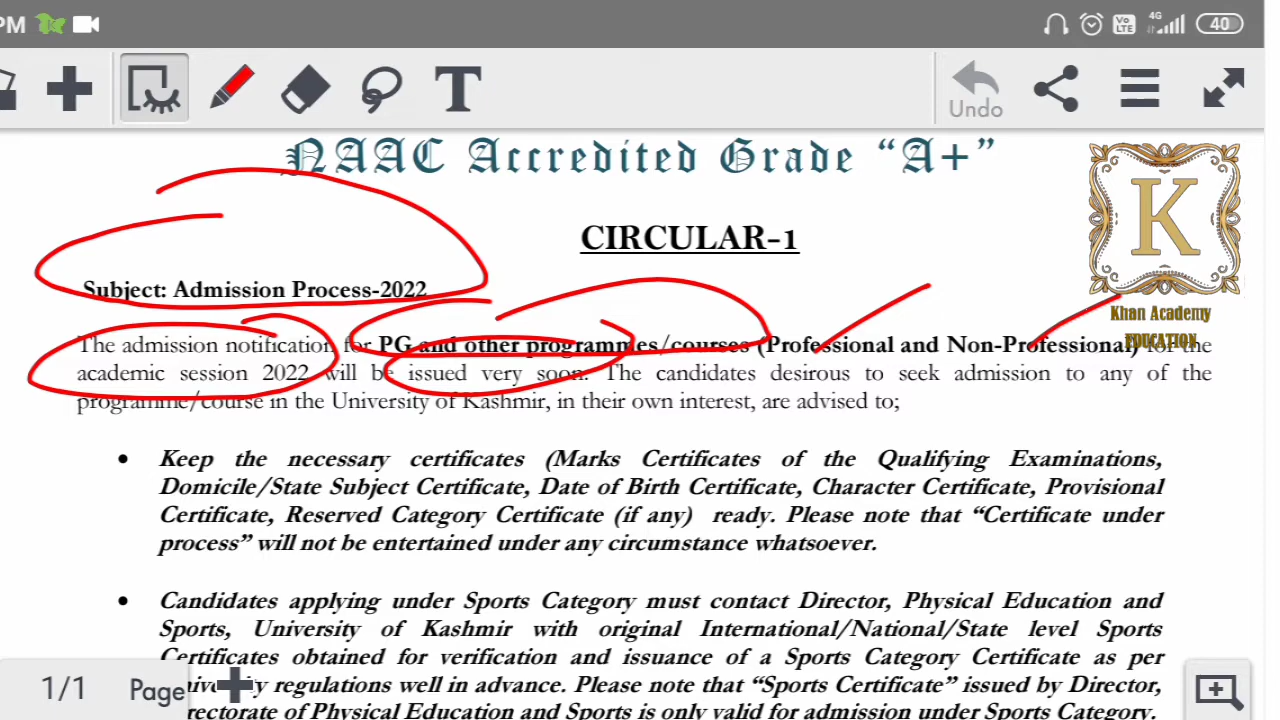 PM
Vo LTE
4G
40
T
Undo
NAAC Accredited Grade “A+”
K
CIRCULAR-1
Subject: Admission Process-2022
Khan Academy
EDUCATION
The admission notification for PG and other programmes/courses (Professional and Non-Professional) for the
academic session 2022 will be issued very soon. The candidates desirous to seek admission to any of the
programme/course in the University of Kashmir, in their own interest, are advised to;
• Keep the necessary certificates (Marks Certificates of the Qualifying Examinations,
Domicile/State Subject Certificate, Date of Birth Certificate, Character Certificate, Provisional
Certificate, Reserved Category Certificate (if any) ready. Please note that “Certificate under
process” will not be entertained under any circumstance whatsoever.
• Candidates applying under Sports Category must contact Director, Physical Education and
Sports, University of Kashmir with original International/National/State level Sports
Certificates obtained for verification and issuance of a Sports Category Certificate as per
regulations well in advance. Please note that “Sports Certificate” issued by Director,
of Physical Education and Sports is only valid for admission under Sports Category.
1/1 Page